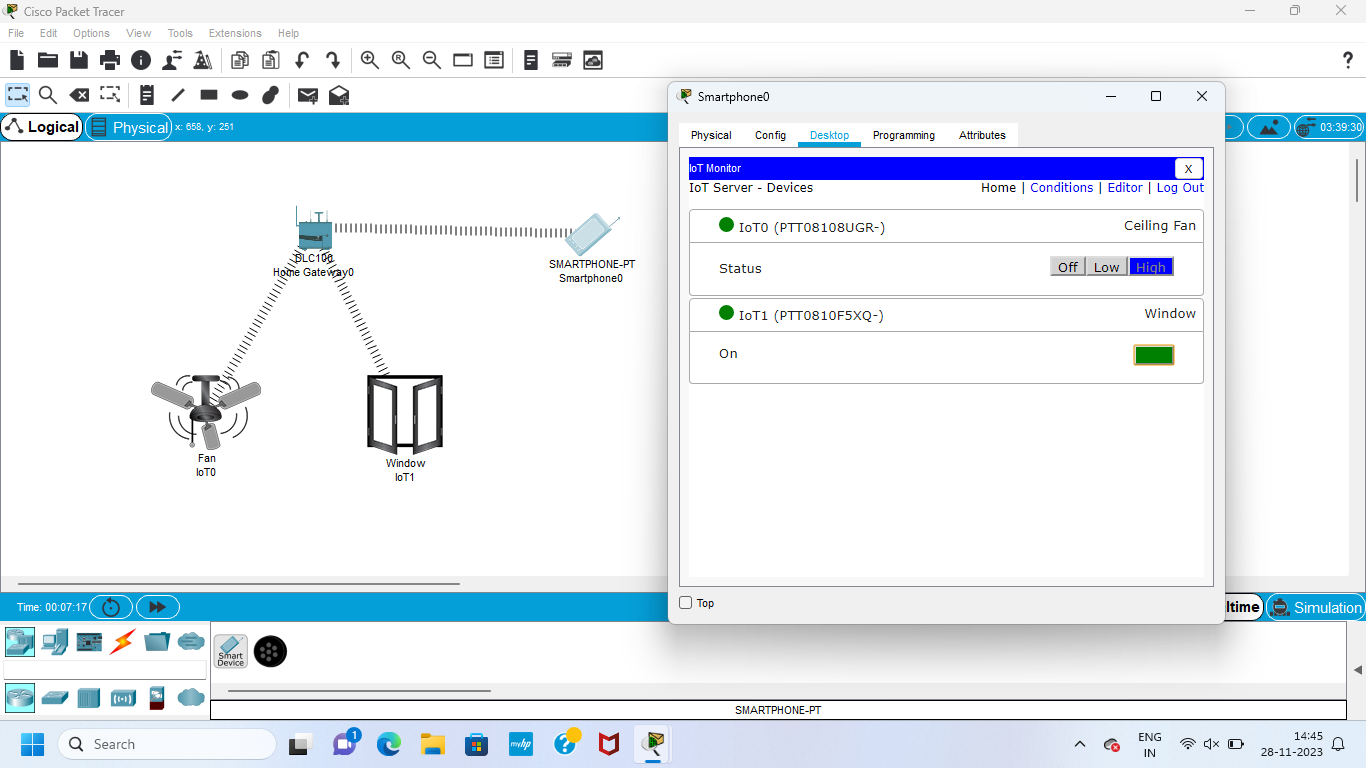 Cisco Packet Tracer
File Edit Options View Tools Extensions Help
Logical Physical x: 658, y: 251
03:39:30
Smartphone0
Physical Config Desktop Programming Attributes
IoT Monitor X
IoT Server - Devices Home | Conditions | Editor | Log Out
IoT0 (PTT08108UGR-) Ceiling Fan
Status Off Low High
IoT1 (PTT0810F5XQ-) Window
On
Top
DLC100
Home Gateway0
SMARTPHONE-PT
Smartphone0
Fan
IoT0
Window
IoT1
Time: 00:07:17
ltime Simulation
Smart
Device
SMARTPHONE-PT
Search
1
myhp
ENG
IN
14:45
28-11-2023